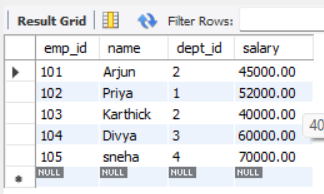 Result Grid Filter Rows:
emp_id name dept_id salary
101 Arjun 2 45000.00
102 Priya 1 52000.00
103 Karthick 2 40000.00
40
104 Divya 3 60000.00
105 sneha 4 70000.00
NULL NULL NULL NULL